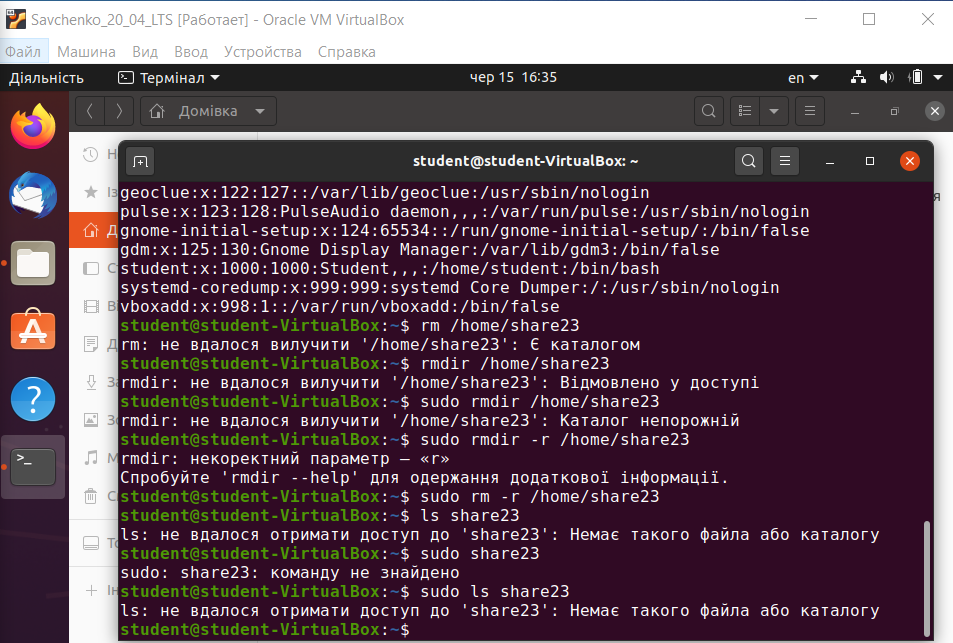 Savchenko_20_04_LTS [Работает] - Oracle VM VirtualBox
Файл Машина Вид Ввод Устройства Справка
Діяльність Термінал чер 15 16:35 en
Домівка
student@student-VirtualBox: ~
geoclue:x:122:127::/var/lib/geoclue:/usr/sbin/nologin
pulse:x:123:128:PulseAudio daemon,,,:/var/run/pulse:/usr/sbin/nologin
gnome-initial-setup:x:124:65534::/run/gnome-initial-setup/:/bin/false
gdm:x:125:130:Gnome Display Manager:/var/lib/gdm3:/bin/false
student:x:1000:1000:Student,,,:/home/student:/bin/bash
systemd-coredump:x:999:999:systemd Core Dumper:/:/usr/sbin/nologin
vboxadd:x:998:1::/var/run/vboxadd:/bin/false
student@student-VirtualBox:~$ rm /home/share23
rm: не вдалося вилучити '/home/share23': Є каталогом
student@student-VirtualBox:~$ rmdir /home/share23
rmdir: не вдалося вилучити '/home/share23': Відмовлено у доступі
student@student-VirtualBox:~$ sudo rmdir /home/share23
rmdir: не вдалося вилучити '/home/share23': Каталог непорожній
student@student-VirtualBox:~$ sudo rmdir -r /home/share23
rmdir: некоректний параметр — «r»
Спробуйте 'rmdir --help' для одержання додаткової інформації.
student@student-VirtualBox:~$ sudo rm -r /home/share23
student@student-VirtualBox:~$ ls share23
ls: не вдалося отримати доступ до 'share23': Немає такого файла або каталогу
student@student-VirtualBox:~$ sudo share23
sudo: share23: команду не знайдено
student@student-VirtualBox:~$ sudo ls share23
ls: не вдалося отримати доступ до 'share23': Немає такого файла або каталогу
student@student-VirtualBox:~$